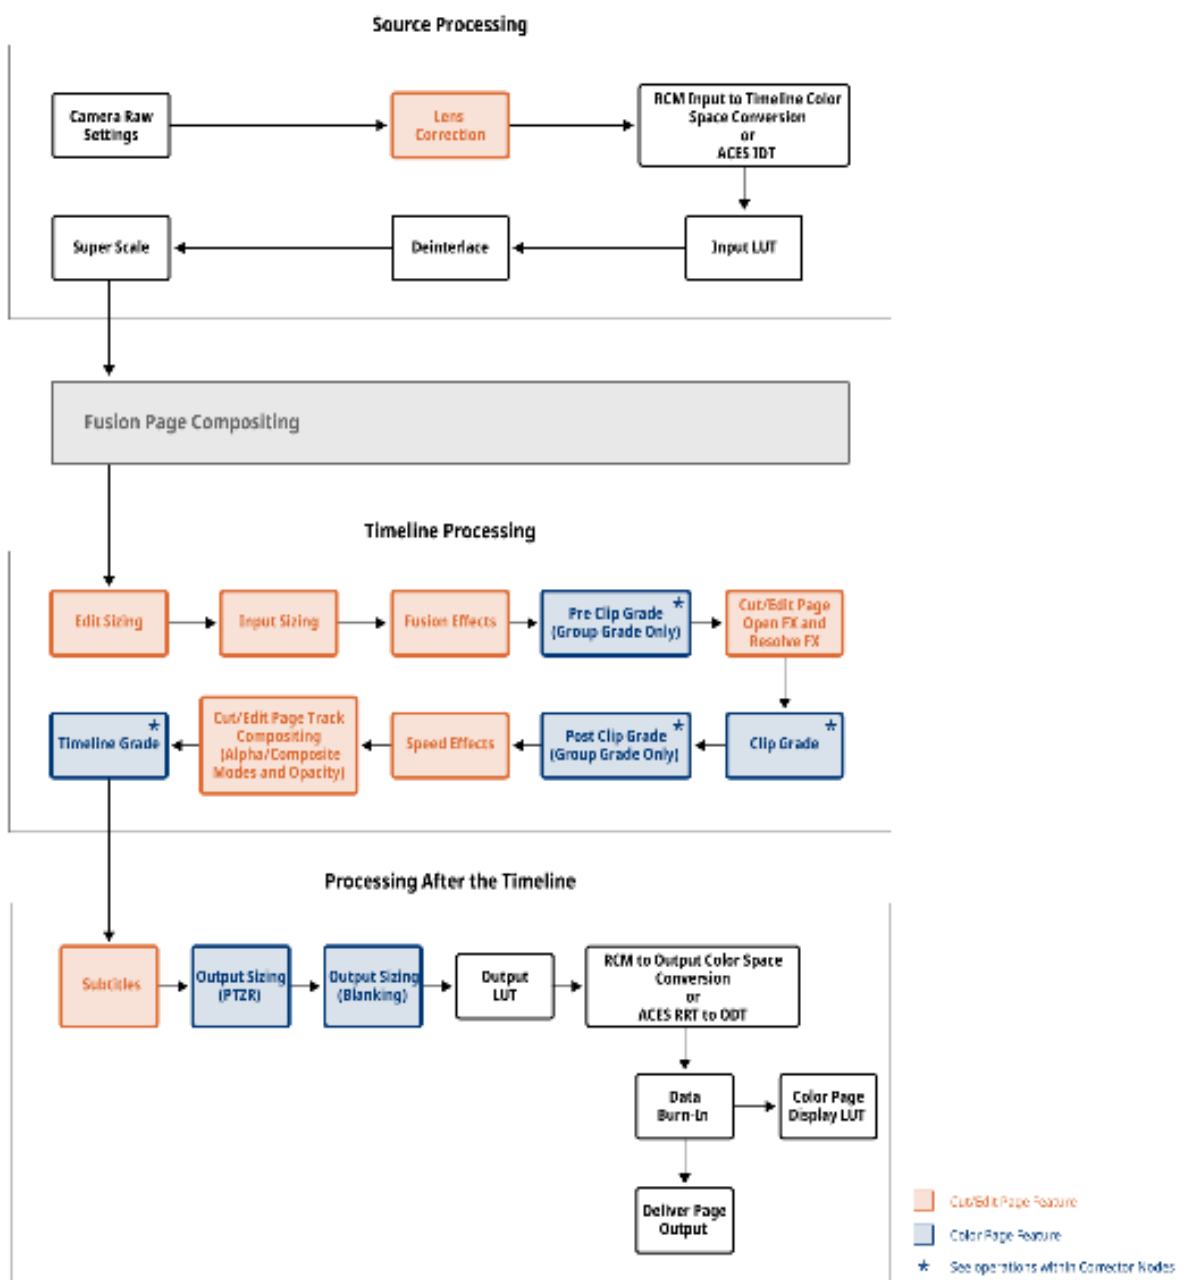 Source Processing
Camera Raw
Settings
Lens
Correction
RCM Input to Timeline Color
Space Conversion
or
ACES IDT
Super Scale
Deinterlace
Input LUT
Fusion Page Compositing
Timeline Processing
Edit Sizing
Input Sizing
Fusion Effects
Pre Clip Grade
(Group Grade Only)
*
Cut/Edit Page
Open FX and
Resolve FX
Timeline Grade
*
Cut/Edit Page Track
Compositing
(Alpha/Composite
Modes and Opacity)
Speed Effects
Post Clip Grade
(Group Grade Only)
*
Clip Grade
*
Processing After the Timeline
Subtitles
Output Sizing
(PTZR)
Output Sizing
(Blanking)
Output
LUT
RCM to Output Color Space
Conversion
or
ACES RRT to ODT
Data
Burn-In
Color Page
Display LUT
Deliver Page
Output
Cut/Edit Page Feature
Color Page Feature
* See operations within Corrector Nodes